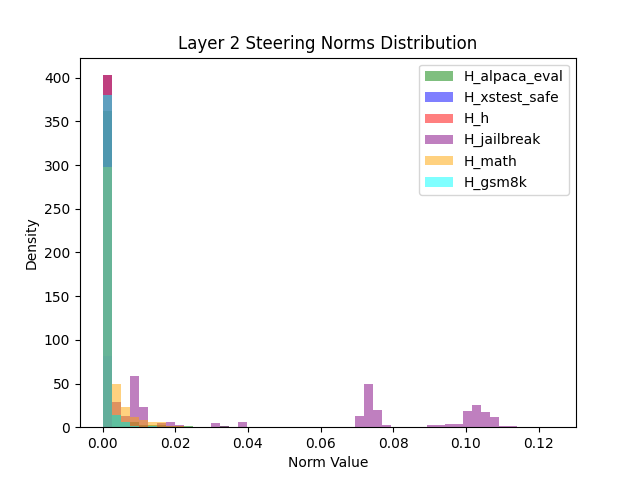 Layer 2 Steering Norms Distribution
H_alpaca_eval
H_xstest_safe
H_h
H_jailbreak
H_math
H_gsm8k
Density
400
350
300
250
200
150
100
50
0
0.00 0.02 0.04 0.06 0.08 0.10 0.12
Norm Value